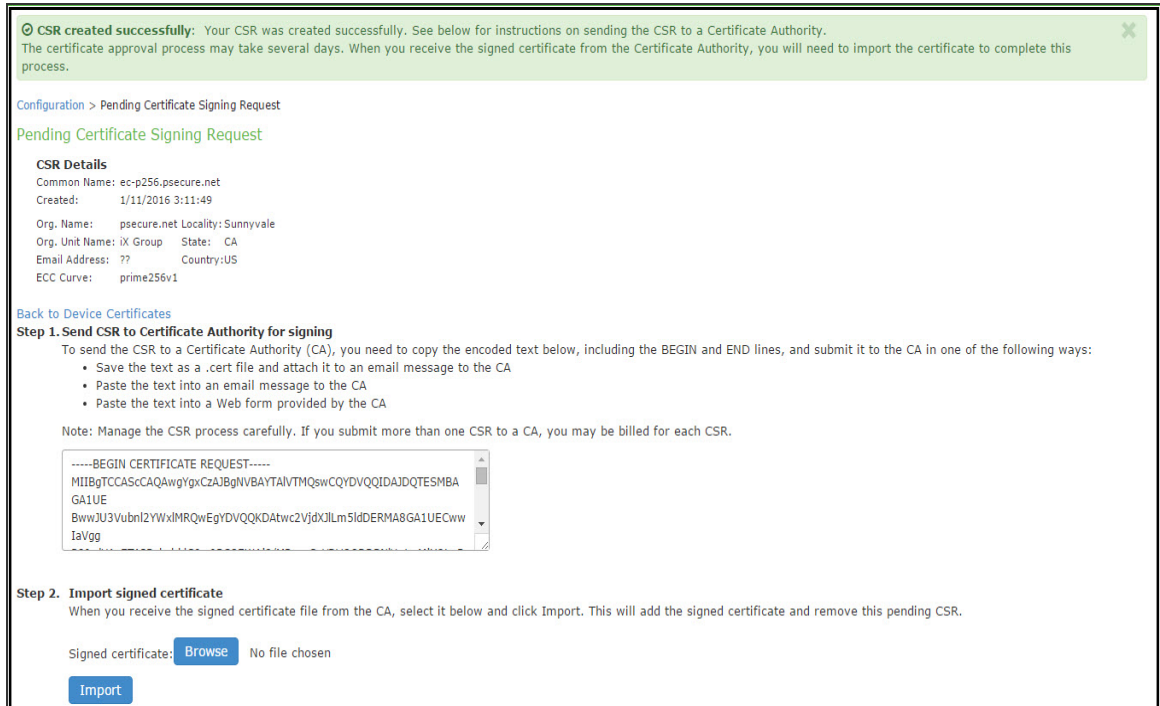 CSR created successfully: Your CSR was created successfully. See below for instructions on sending the CSR to a Certificate Authority.
The certificate approval process may take several days. When you receive the signed certificate from the Certificate Authority, you will need to import the certificate to complete this
process.
Configuration > Pending Certificate Signing Request
Pending Certificate Signing Request
CSR Details
Common Name: ec-p256.psecure.net
Created: 1/11/2016 3:11:49
Org. Name: psecure.net Locality: Sunnyvale
Org. Unit Name: iX Group State: CA
Email Address: ?? Country:US
ECC Curve: prime256v1
Back to Device Certificates
Step 1. Send CSR to Certificate Authority for signing
To send the CSR to a Certificate Authority (CA), you need to copy the encoded text below, including the BEGIN and END lines, and submit it to the CA in one of the following ways:
• Save the text as a .cert file and attach it to an email message to the CA
• Paste the text into an email message to the CA
• Paste the text into a Web form provided by the CA
Note: Manage the CSR process carefully. If you submit more than one CSR to a CA, you may be billed for each CSR.
-----BEGIN CERTIFICATE REQUEST-----
MIIBgTCCAScCAQAwgYgxCzAJBgNVBAYTAlVTMQswCQYDVQQIDAJDQTESMBA
GA1UE
BwwJU3Vubnl2YWxlMRQwEgYDVQQKDAtwc2VjdXJlLm5ldDERMA8GA1UECww
IaVgg
Step 2. Import signed certificate
When you receive the signed certificate file from the CA, select it below and click Import. This will add the signed certificate and remove this pending CSR.
Signed certificate: Browse No file chosen
Import